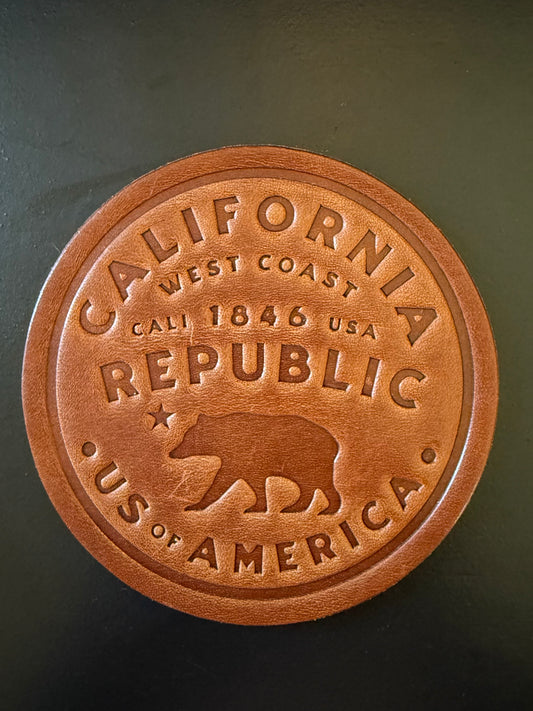 CALIFORNIA
WEST COAST
CALI 1846 USA
REPUBLIC
US OF AMERICA